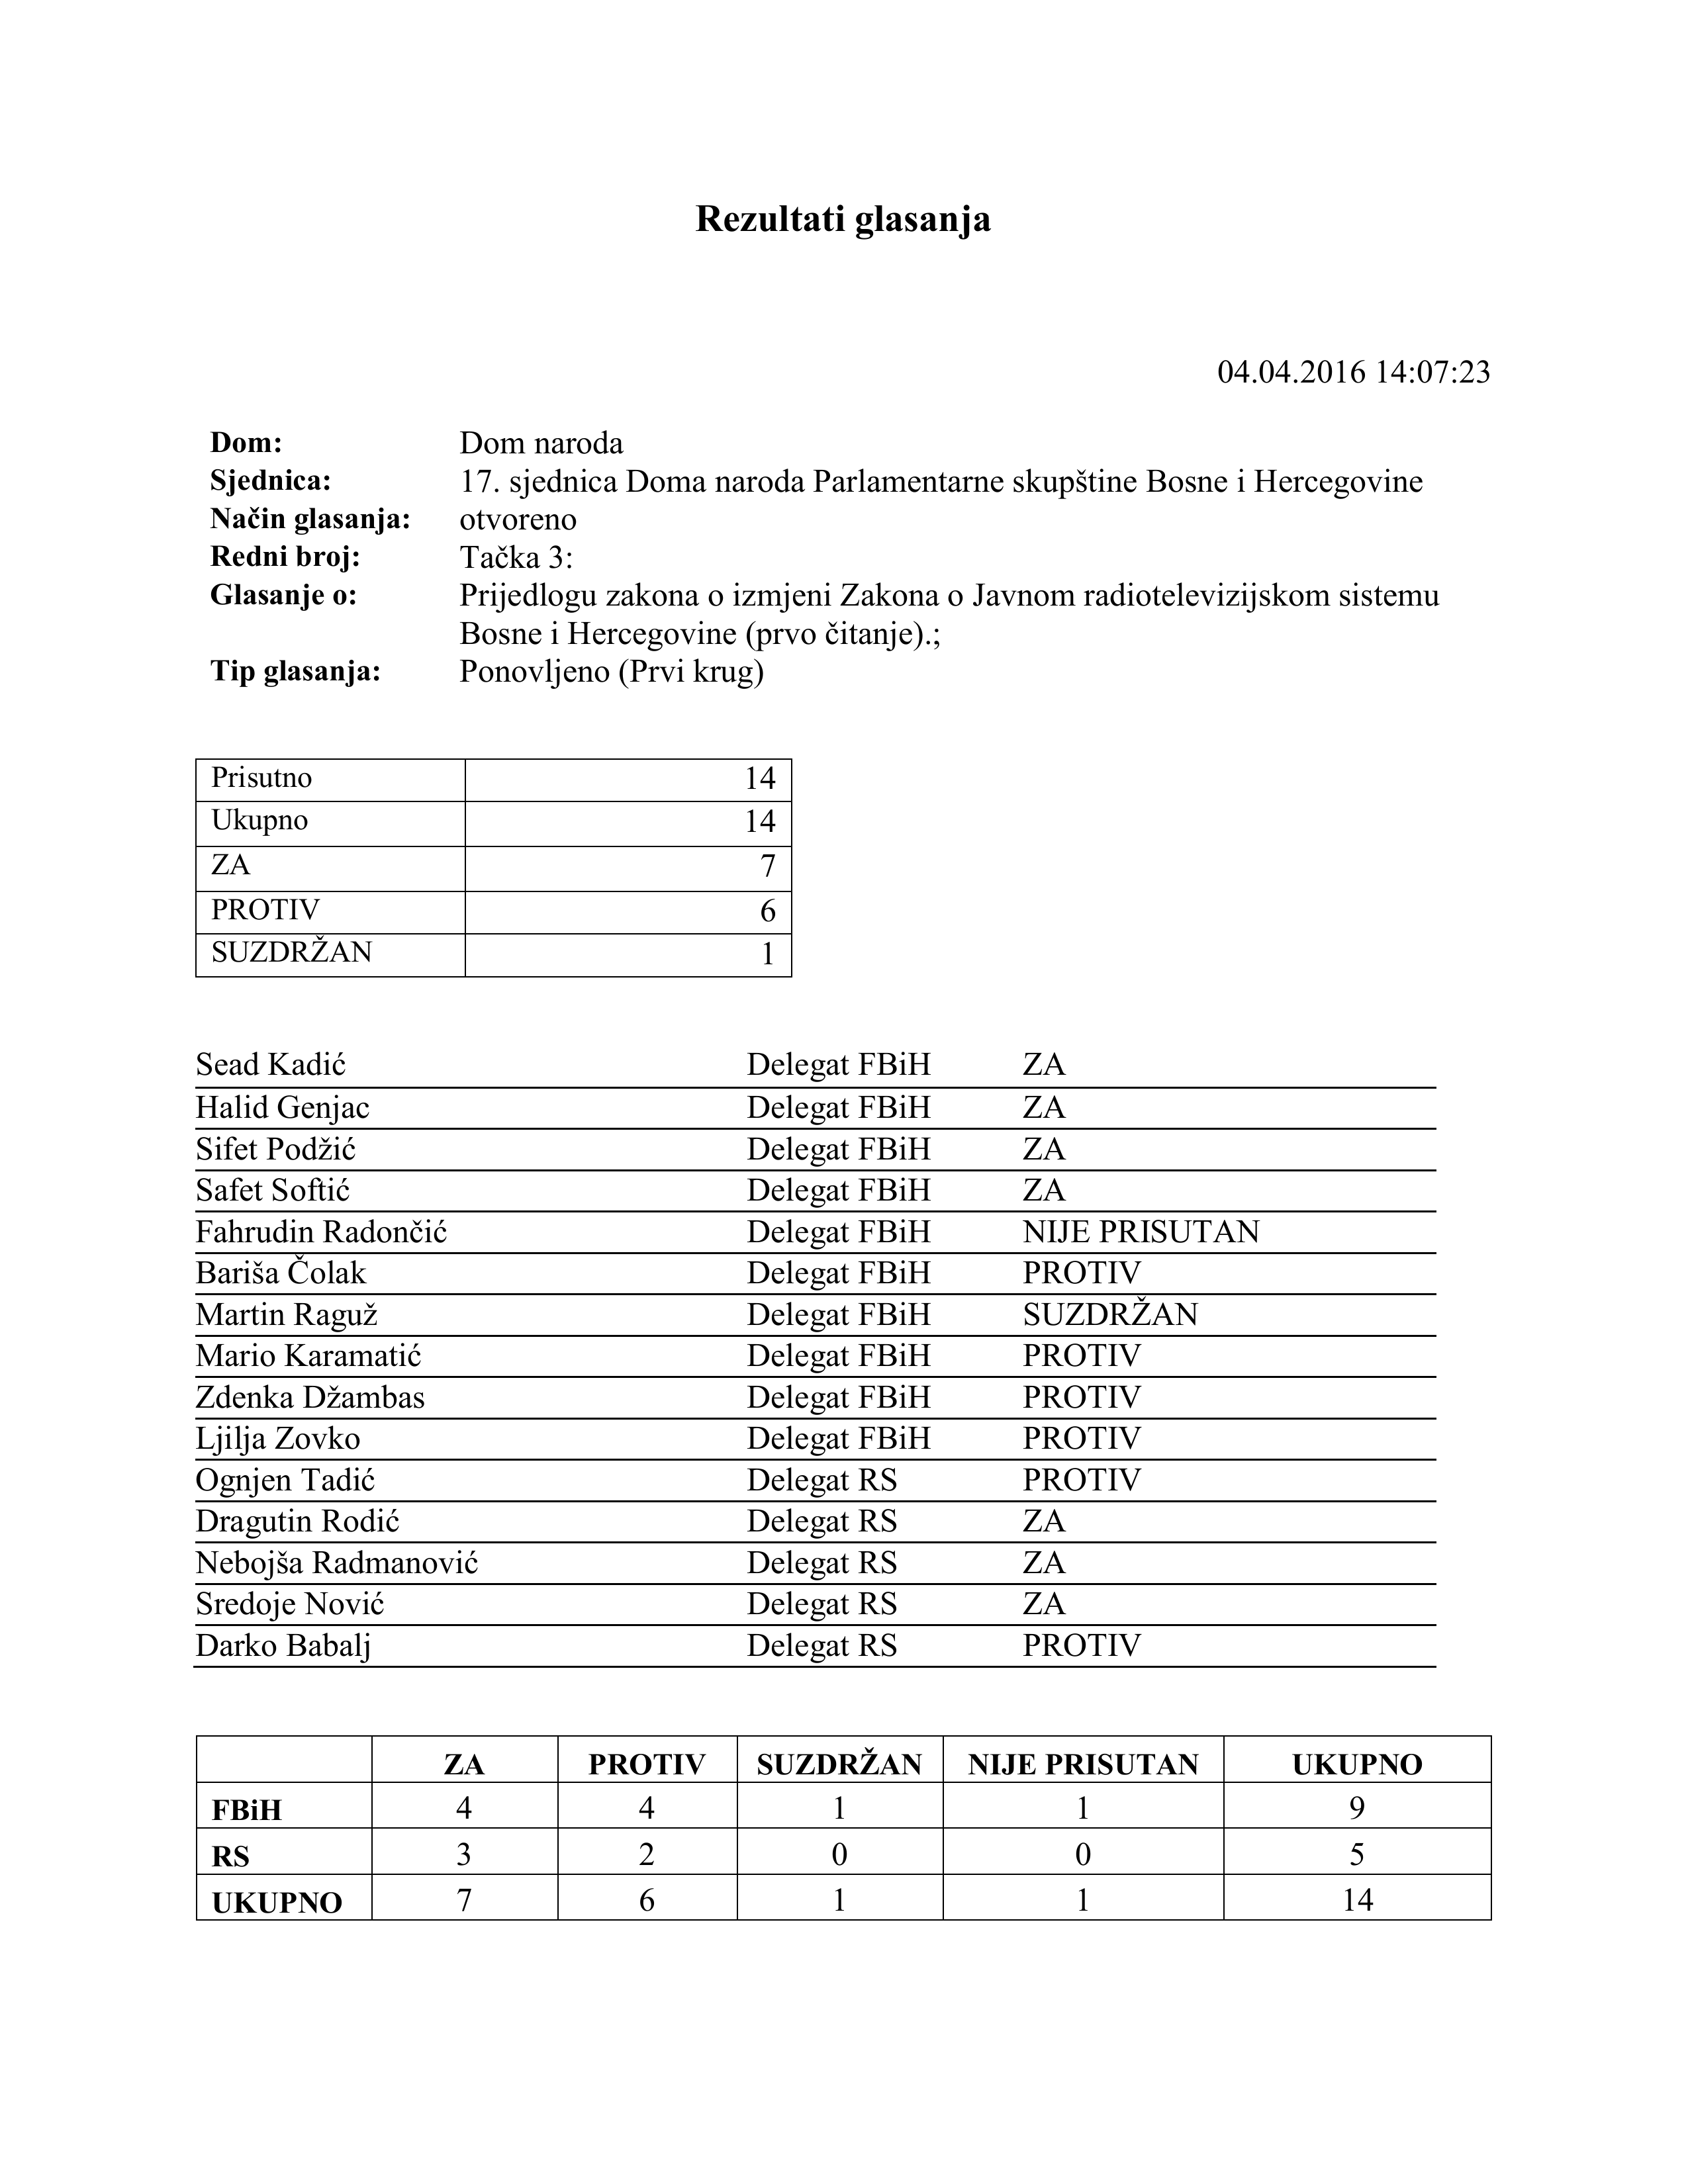 Rezultati glasanja
04.04.2016 14:07:23
Dom: Dom naroda
Sjednica: 17. sjednica Doma naroda Parlamentarne skupštine Bosne i Hercegovine
Način glasanja: otvoreno
Redni broj: Tačka 3:
Glasanje o: Prijedlogu zakona o izmjeni Zakona o Javnom radiotelevizijskom sistemu
Bosne i Hercegovine (prvo čitanje).;
Tip glasanja: Ponovljeno (Prvi krug)
Prisutno 14
Ukupno 14
ZA 7
PROTIV 6
SUZDRŽAN 1
Sead Kadić Delegat FBiH ZA
Halid Genjac Delegat FBiH ZA
Sifet Podžić Delegat FBiH ZA
Safet Softić Delegat FBiH ZA
Fahrudin Radončić Delegat FBiH NIJE PRISUTAN
Bariša Čolak Delegat FBiH PROTIV
Martin Raguž Delegat FBiH SUZDRŽAN
Mario Karamatić Delegat FBiH PROTIV
Zdenka Džambas Delegat FBiH PROTIV
Ljilja Zovko Delegat FBiH PROTIV
Ognjen Tadić Delegat RS PROTIV
Dragutin Rodić Delegat RS ZA
Nebojša Radmanović Delegat RS ZA
Sredoje Nović Delegat RS ZA
Darko Babalj Delegat RS PROTIV
ZA PROTIV SUZDRŽAN NIJE PRISUTAN UKUPNO
FBiH 4 4 1 1 9
RS 3 2 0 0 5
UKUPNO 7 6 1 1 14